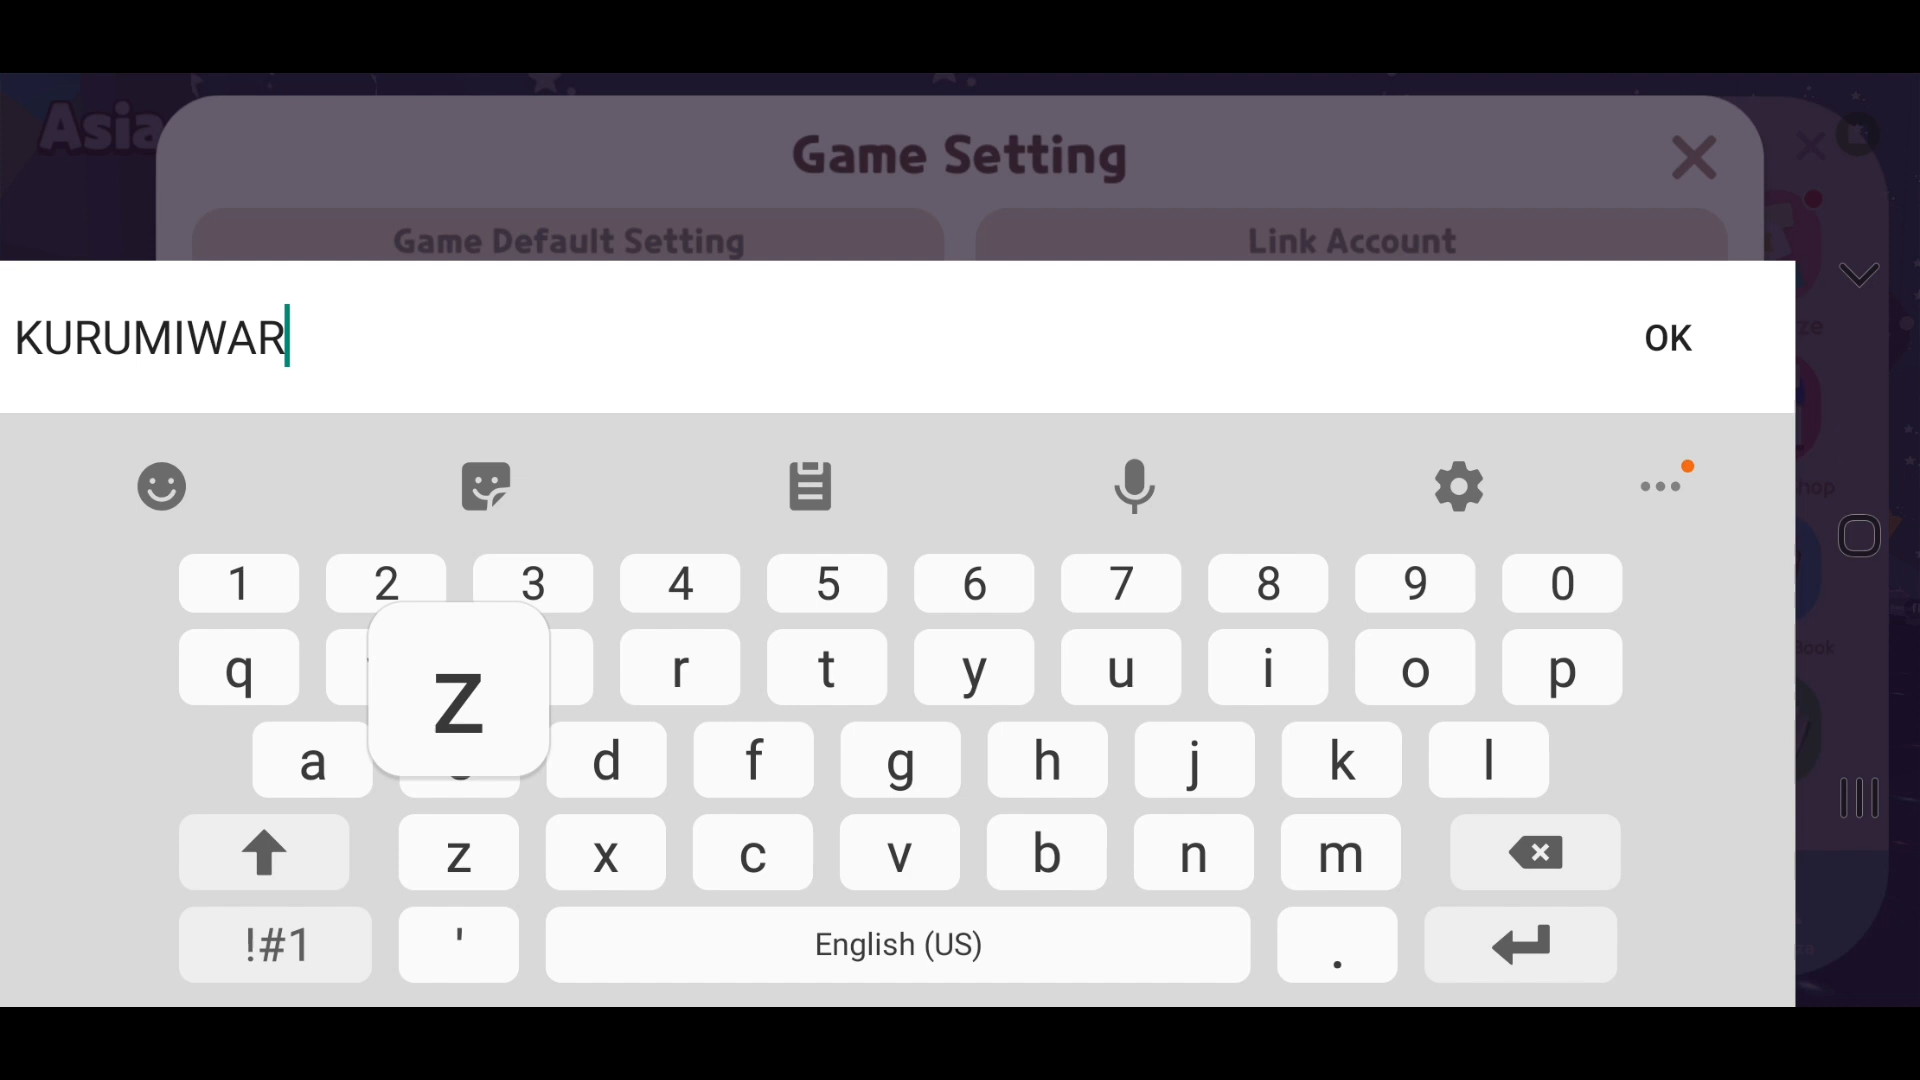 Asia
Game Setting
Game Default Setting
Link Account
KURUMIWAR
OK
1 2 3 4 5 6 7 8 9 0
q r t y u i o p
Z
a d f g h j k l
z x c v b n m
!#1 ' English (US) .